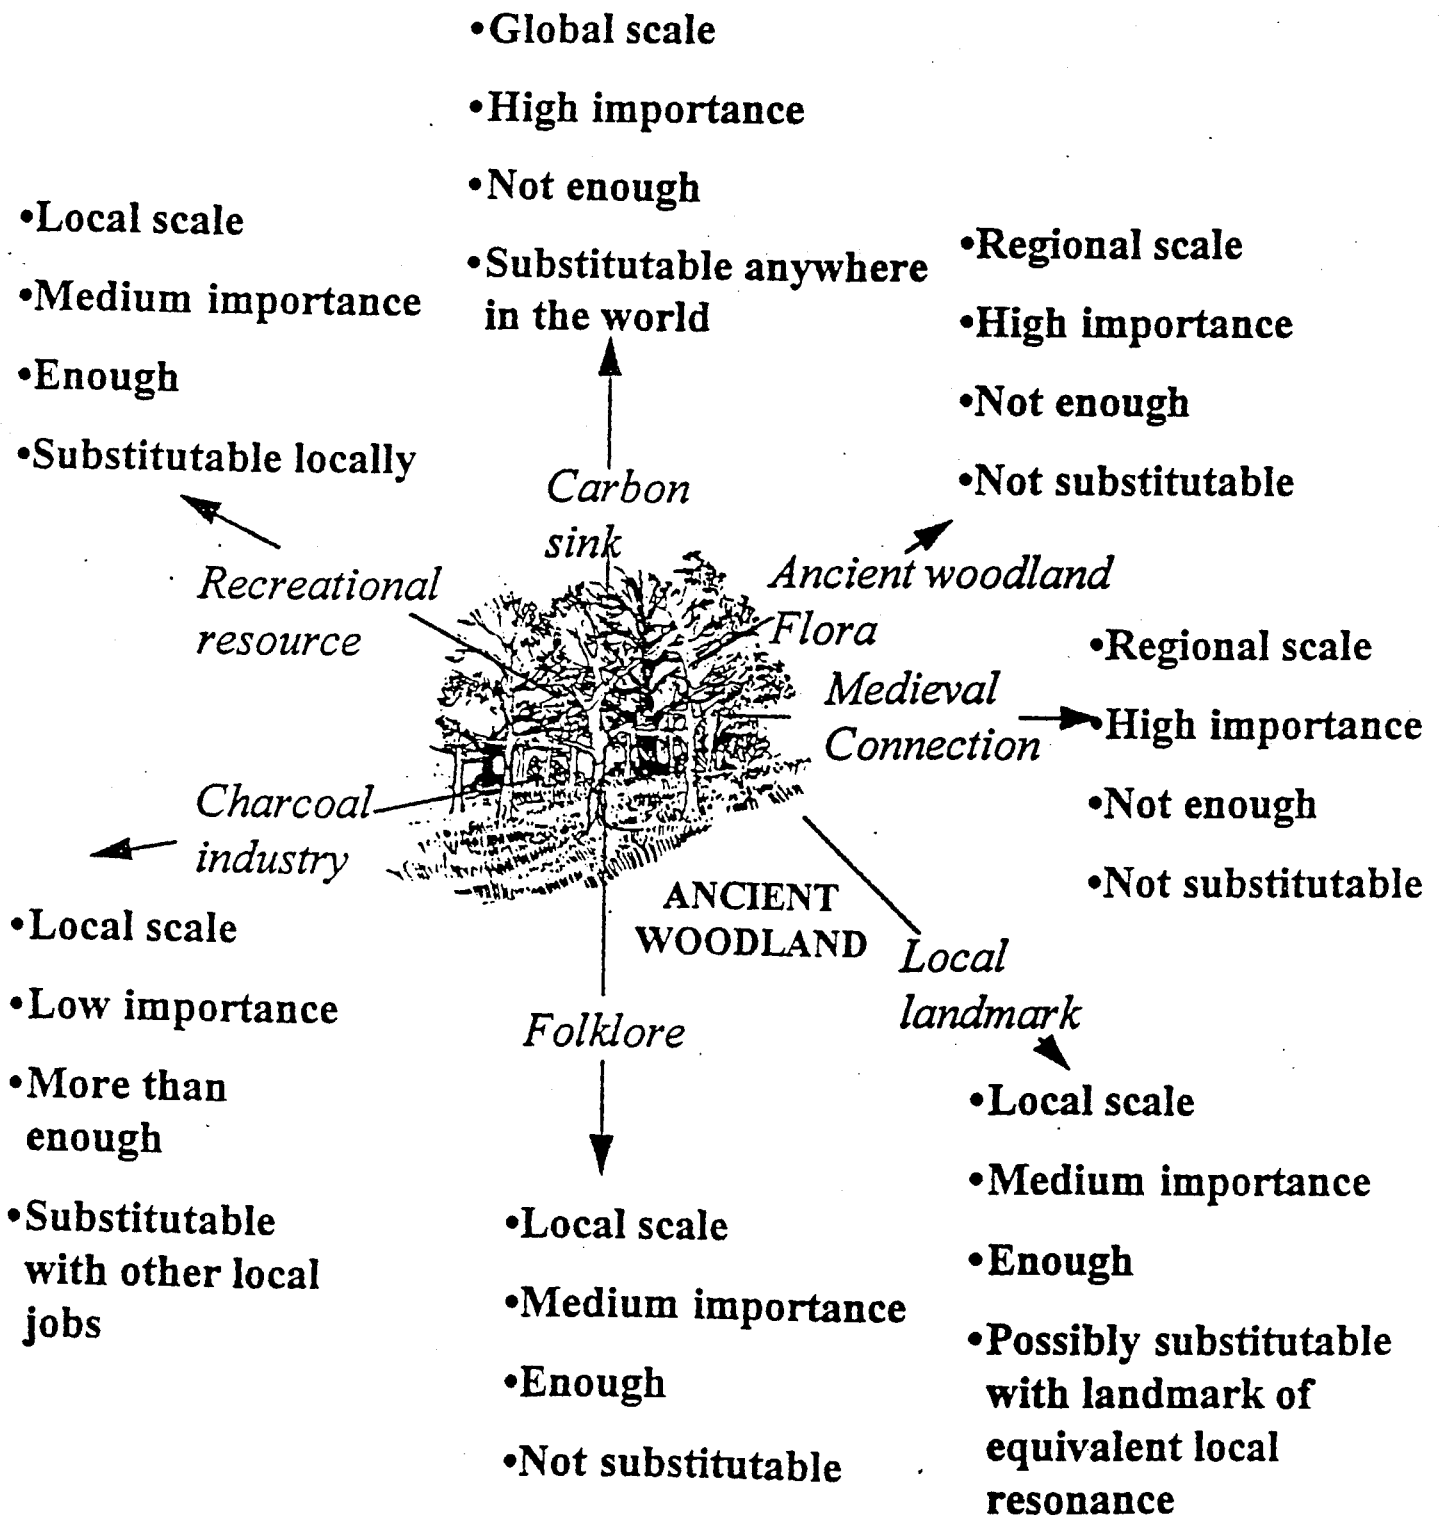 •Global scale
•High importance
•Not enough
•Substitutable anywhere
in the world
•Local scale
•Medium importance
•Enough
•Substitutable locally
•Regional scale
•High importance
•Not enough
•Not substitutable
Carbon
sink
Recreational
resource
Ancient woodland
Flora
Medieval
Connection
•Regional scale
•High importance
•Not enough
•Not substitutable
Charcoal
industry
•Local scale
•Low importance
•More than
enough
•Substitutable
with other local
jobs
ANCIENT
WOODLAND
Folklore
•Local scale
•Medium importance
•Enough
•Not substitutable
Local
landmark
•Local scale
•Medium importance
•Enough
•Possibly substitutable
with landmark of
equivalent local
resonance